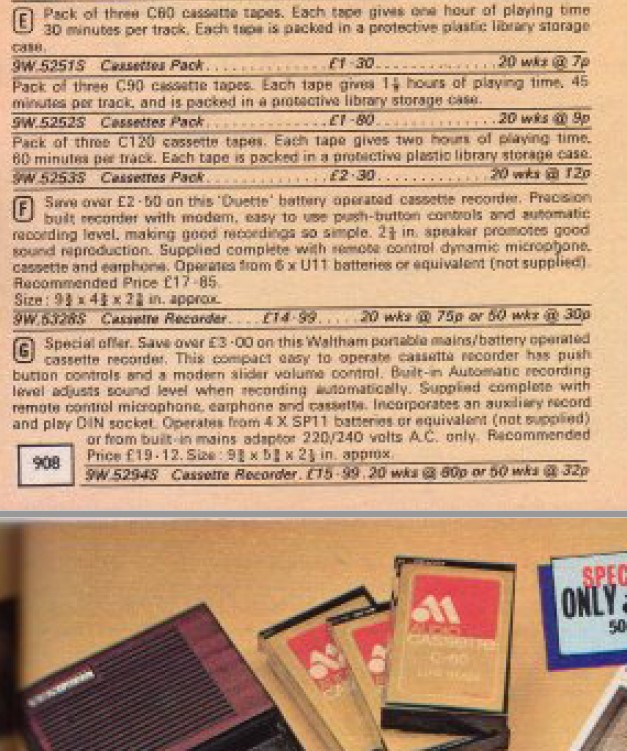 E Pack of three C60 cassette tapes. Each tape gives one hour of playing time
30 minutes per track. Each tape is packed in a protective plastic library storage
case.
9W.5251S Cassettes Pack . . . . . . . . . . . . . . . £1·30 . . . . . . . . . . . . . . . 20 wks @ 7p
Pack of three C90 cassette tapes. Each tape gives 1½ hours of playing time, 45
minutes per track, and is packed in a protective library storage case.
9W.5252S Cassettes Pack . . . . . . . . . . . . . . . £1·80 . . . . . . . . . . . . . . . 20 wks @ 9p
Pack of three C120 cassette tapes. Each tape gives two hours of playing time,
60 minutes per track. Each tape is packed in a protective plastic library storage case.
9W.5253S Cassettes Pack . . . . . . . . . . . . . . . £2·30 . . . . . . . . . . . . . . . 20 wks @ 12p
F Save over £2·50 on this 'Duette' battery operated cassette recorder. Precision
built recorder with modern, easy to use push-button controls and automatic
recording level, making good recordings so simple. 2½ in. speaker promotes good
sound reproduction. Supplied complete with remote control dynamic microphone,
cassette and earphone. Operates from 6 x U11 batteries or equivalent (not supplied).
Recommended Price £17·85.
Size: in. approx.
9W.5328S Cassette Recorder . . . . £14·99 . . . . . 20 wks @ 75p or 50 wks @ 30p
G Special offer. Save over £3·00 on this Waltham portable mains/battery operated
cassette recorder. This compact easy to operate cassette recorder has push
button controls and a modern slider volume control. Built-in Automatic recording
level adjusts sound level when recording automatically. Supplied complete with
remote control microphone, earphone and cassette. Incorporates an auxiliary record
and play DIN socket. Operates from 4 X SP11 batteries or equivalent (not supplied)
or from built-in mains adaptor 220/240 volts A.C. only. Recommended
Price £19·12. Size: in. approx.
908
9W.5294S Cassette Recorder . £15·99 . 20 wks @ 80p or 50 wks @ 32p
SPEC
ONLY
50
AUDIO
CASSETTE
C-60